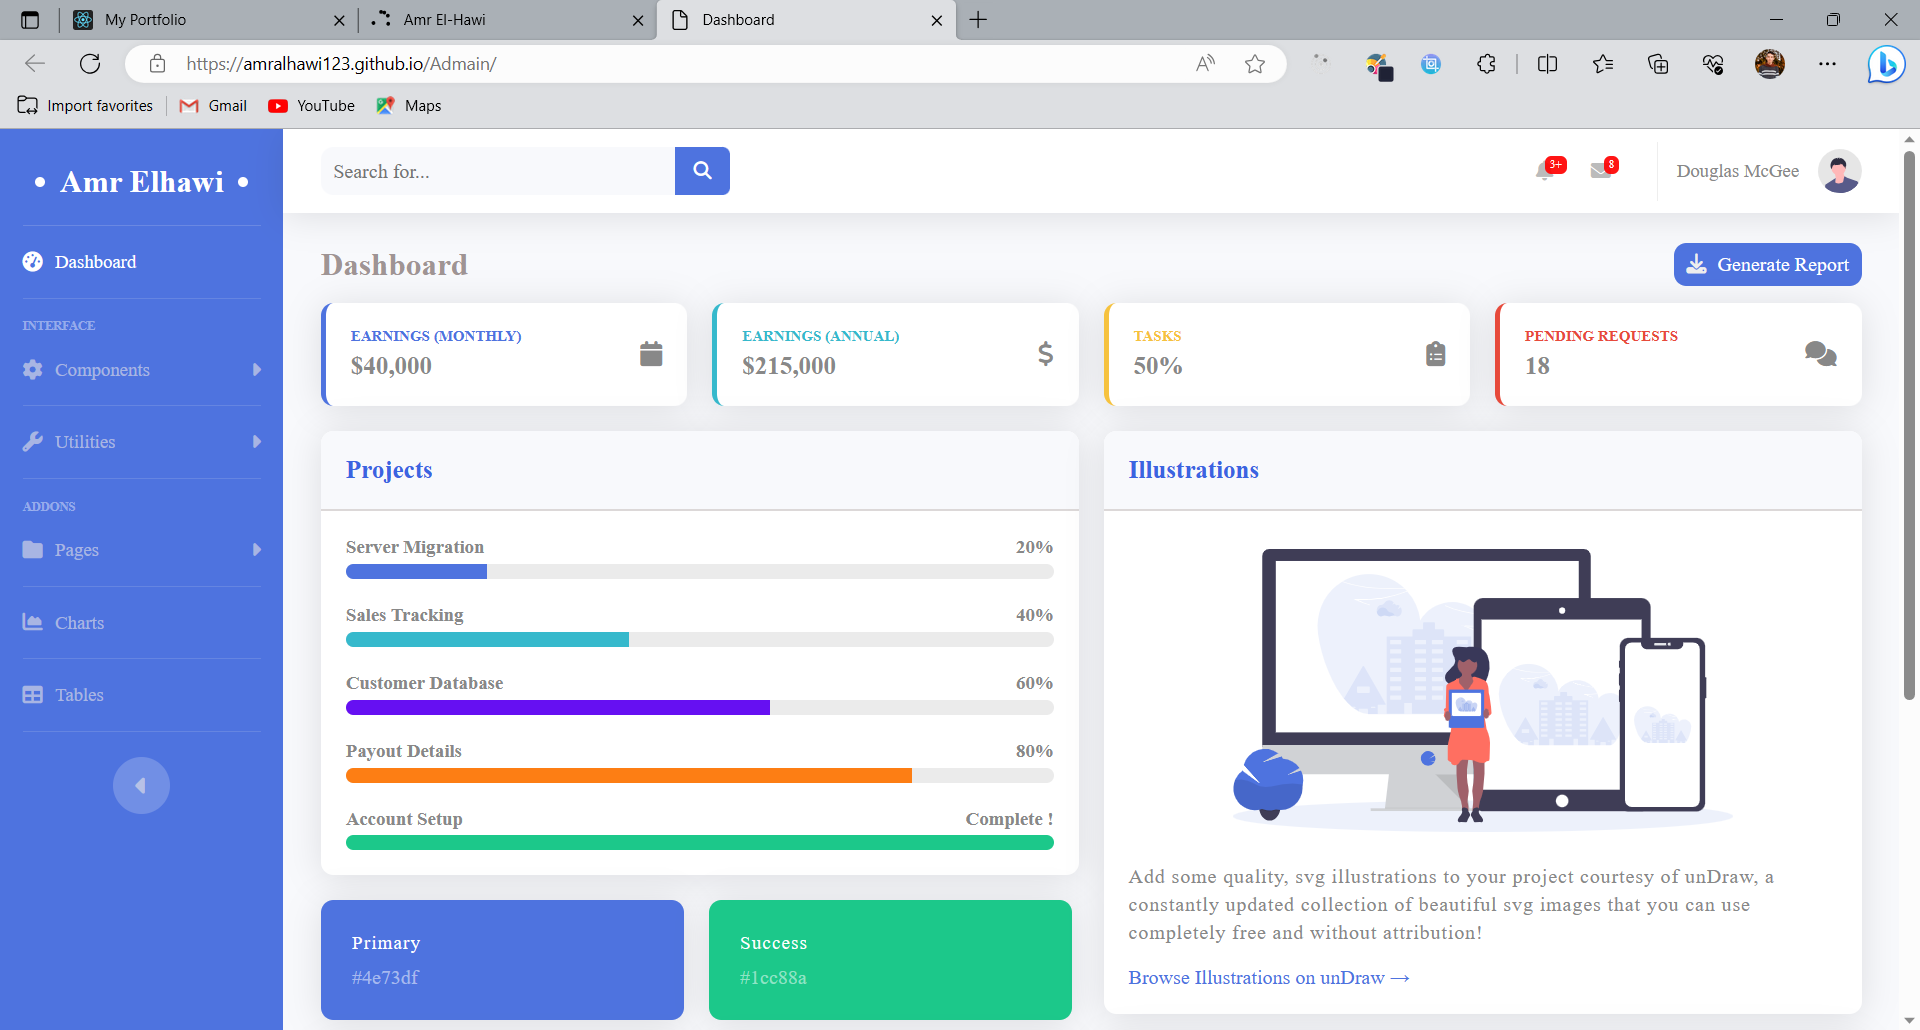 My Portfolio
Amr El-Hawi
Dashboard
https://amralhawi123.github.io/Admain/
Import favorites
Gmail
YouTube
Maps
• Amr Elhawi •
Dashboard
INTERFACE
Components
Utilities
ADDONS
Pages
Charts
Tables
Search for...
3+
8
Douglas McGee
Dashboard
Generate Report
EARNINGS (MONTHLY)
$40,000
EARNINGS (ANNUAL)
$215,000
TASKS
50%
PENDING REQUESTS
18
Projects
Server Migration 20%
Sales Tracking 40%
Customer Database 60%
Payout Details 80%
Account Setup Complete !
Primary
#4e73df
Success
#1cc88a
Illustrations
Add some quality, svg illustrations to your project courtesy of unDraw, a
constantly updated collection of beautiful svg images that you can use
completely free and without attribution!
Browse Illustrations on unDraw →